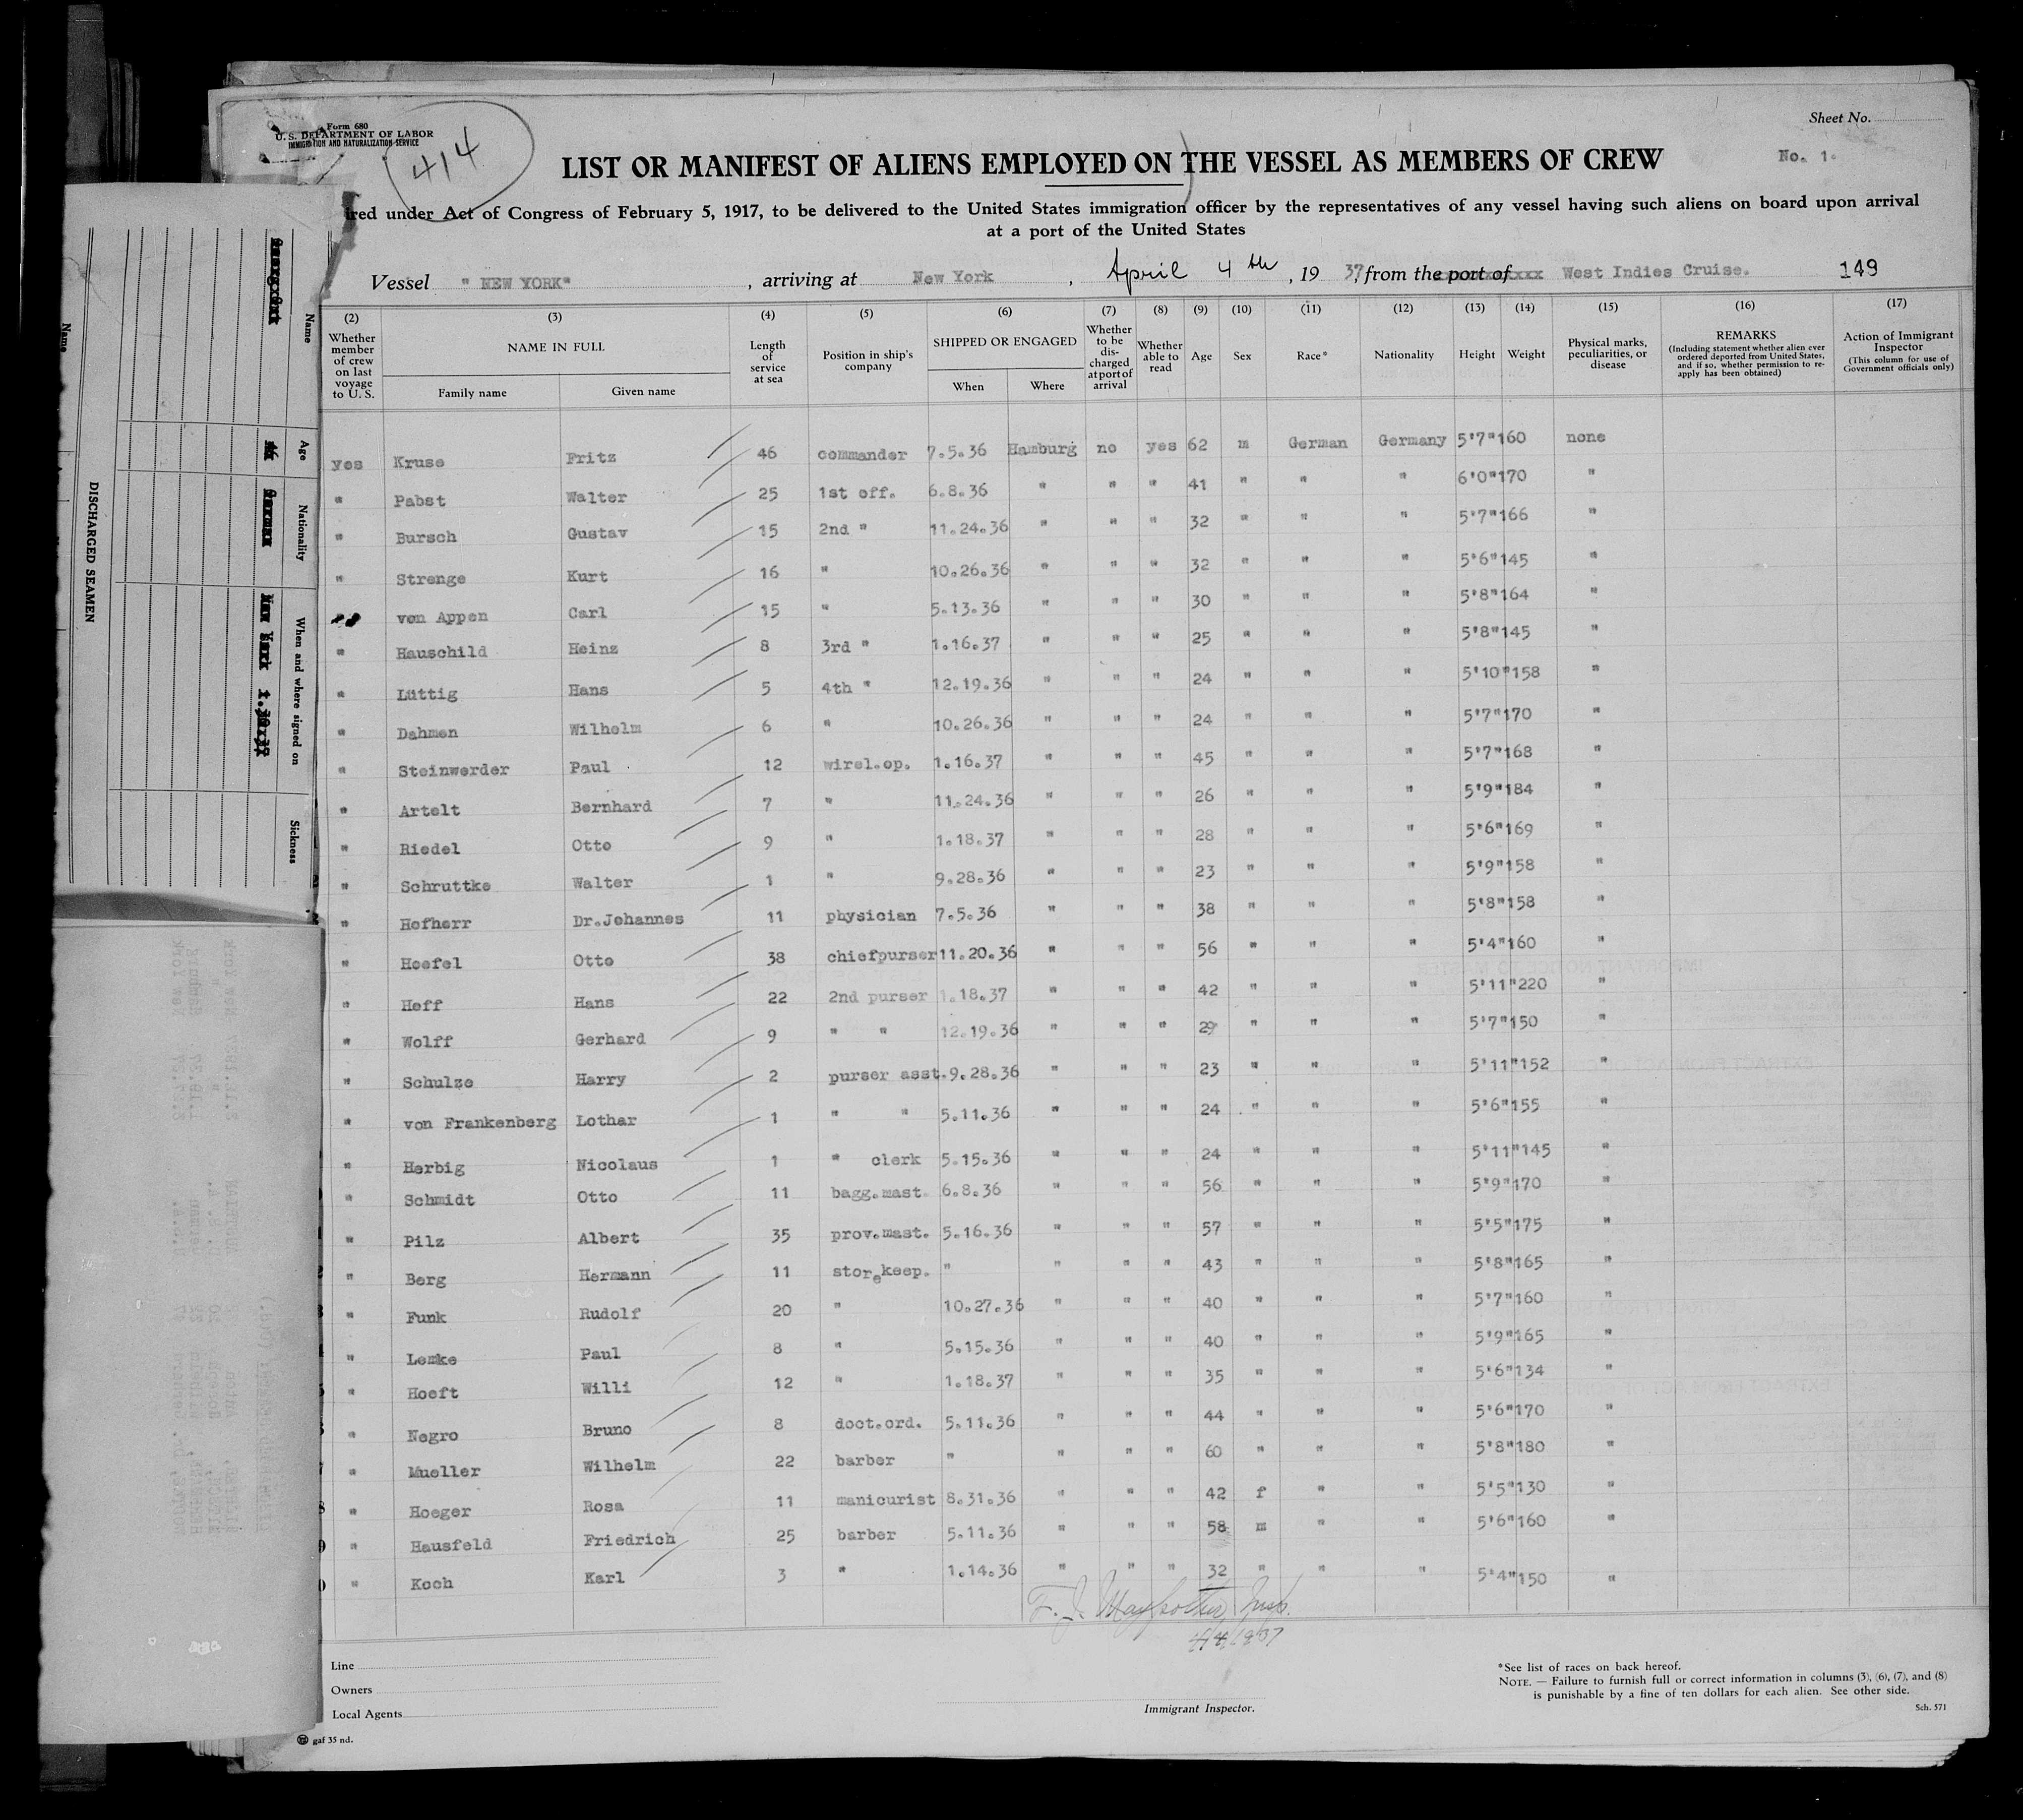 Form 680
U. S. DEPARTMENT OF LABOR
IMMIGRATION AND NATURALIZATION SERVICE
414
Sheet No.
No. 1.
LIST OR MANIFEST OF ALIENS EMPLOYED ON THE VESSEL AS MEMBERS OF CREW
ired under Act of Congress of February 5, 1917, to be delivered to the United States immigration officer by the representatives of any vessel having such aliens on board upon arrival
at a port of the United States
Vessel " NEW YORK" , arriving at New York , April 4th , 19 37, from the port of West Indies Cruise. 149
(2) (3) (4) (5) (6) (7) (8) (9) (10) (11) (12) (13) (14) (15) (16) (17)
Whether member of crew on last voyage to U. S. NAME IN FULL Family name Given name Length of service at sea Position in ship's company SHIPPED OR ENGAGED When Where Whether to be discharged at port of arrival Whether able to read Age Sex Race* Nationality Height Weight Physical marks, peculiarities, or disease REMARKS (Including statement whether alien ever ordered deported from United States, and if so, whether permission to re-apply has been obtained) Action of Immigrant Inspector (This column for use of Government officials only)
yes Kruse Fritz 46 commander 7.5.36 Hamburg no yes 62 m German Germany 5'7" 160 none
" Pabst Walter 25 1st off. 6.8.36 " " " 41 " " " 6'0" 170 "
" Bursch Gustav 15 2nd " 11.24.36 " " " 32 " " " 5'7" 166 "
" Strenge Kurt 16 " 10.26.36 " " " 32 " " " 5'6" 145 "
von Appen Carl 15 " 5.13.36 " " " 30 " " " 5'8" 164 "
" Hauschild Heinz 8 3rd " 1.16.37 " " " 25 " " " 5'8" 145 "
" Lüttig Hans 5 4th " 12.19.36 " " " 24 " " " 5'10" 158 "
" Dahmen Wilhelm 6 " 10.26.36 " " " 24 " " " 5'7" 170 "
" Steinwerder Paul 12 wirel.op. 1.16.37 " " " 45 " " " 5'7" 168 "
" Artelt Bernhard 7 " 11.24.36 " " " 26 " " " 5'9" 184 "
" Riedel Otto 9 " 1.18.37 " " " 28 " " " 5'6" 169 "
" Schruttke Walter 1 " 9.28.36 " " " 23 " " " 5'9" 158 "
" Hofherr Dr.Johannes 11 physician 7.5.36 " " " 38 " " " 5'8" 158 "
" Hoefel Otto 38 chiefpurser 11.20.36 " " " 56 " " " 5'4" 160 "
" Hoff Hans 22 2nd purser 1.18.37 " " " 42 " " " 5'11" 220 "
" Wolff Gerhard 9 " " 12.19.36 " " " 29 " " " 5'7" 150 "
" Schulze Harry 2 purser asst. 9.28.36 " " " 23 " " " 5'11" 152 "
" von Frankenberg Lothar 1 " " 5.11.36 " " " 24 " " " 5'6" 155 "
" Herbig Nicolaus 1 " clerk 5.15.36 " " " 24 " " " 5'11" 145 "
" Schmidt Otto 11 bagg.mast. 6.8.36 " " " 56 " " " 5'9" 170 "
" Pilz Albert 35 prov.mast. 5.16.36 " " " 57 " " " 5'5" 175 "
" Berg Hermann 11 storekeep. " " " " 43 " " " 5'8" 165 "
" Funk Rudolf 20 " 10.27.36 " " " 40 " " " 5'7" 160 "
" Lemke Paul 8 " 5.15.36 " " " 40 " " " 5'9" 165 "
" Hoeft Willi 12 " 1.18.37 " " " 35 " " " 5'6" 134 "
" Negro Bruno 8 doct.ord. 5.11.36 " " " 44 " " " 5'6" 170 "
" Mueller Wilhelm 22 barber " " " " 60 " " " 5'8" 180 "
" Hoeger Rosa 11 manicurist 8.31.36 " " " 42 f " " 5'5" 130 "
" Hausfeld Friedrich 25 barber 5.11.36 " " " 58 m " " 5'6" 160 "
" Koch Karl 3 " 1.14.36 " " " 32 " " " 5'4" 150 "
4/4/1937
Line
Owners
Local Agents
Immigrant Inspector.
*See list of races on back hereof.
NOTE. — Failure to furnish full or correct information in columns (3), (6), (7), and (8)
is punishable by a fine of ten dollars for each alien. See other side.
Sch. 571
gaf 35 nd.
DISCHARGED SEAMEN
Name
Name Age Nationality When and where signed on Sickness
German New York